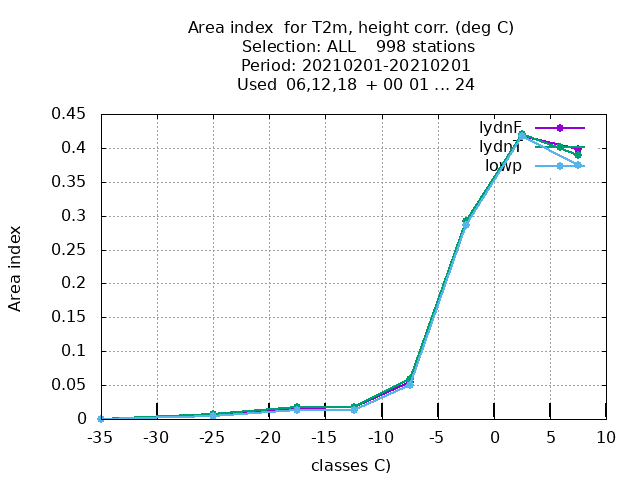 Area index  for T2m, height corr. (deg C)
Selection: ALL    998 stations
Period: 20210201-20210201
Used  06,12,18  + 00 01 ... 24
0.45
0.4
0.35
0.3
0.25
0.2
0.15
0.1
0.05
0
Area index
lydnF
lydnT
lowp
-35 -30 -25 -20 -15 -10 -5 0 5 10
classes C)